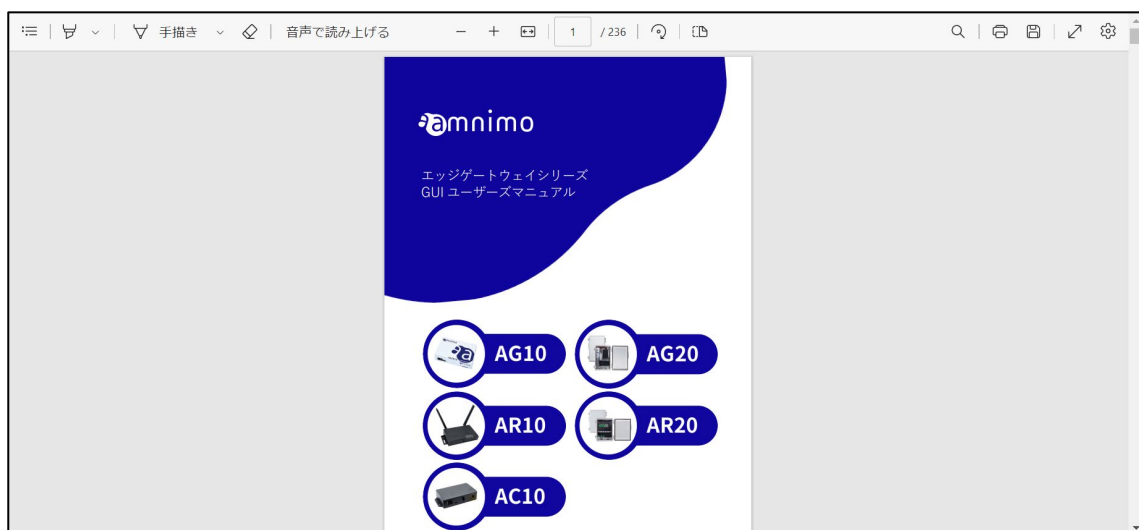 手描き 音声で読み上げる 1 / 236
amnimo
エッジゲートウェイシリーズ
GUI ユーザーズマニュアル
AG10 AG20
AR10 AR20
AC10